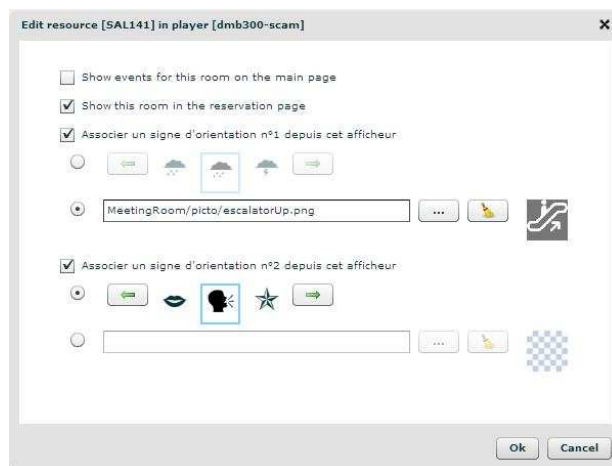 Edit resource [SAL141] in player [dmb300-scam]
Show events for this room on the main page
Show this room in the reservation page
Associer un signe d'orientation n°1 depuis cet afficheur
MeetingRoom/picto/escalatorUp.png
...
Associer un signe d'orientation n°2 depuis cet afficheur
...
Ok
Cancel